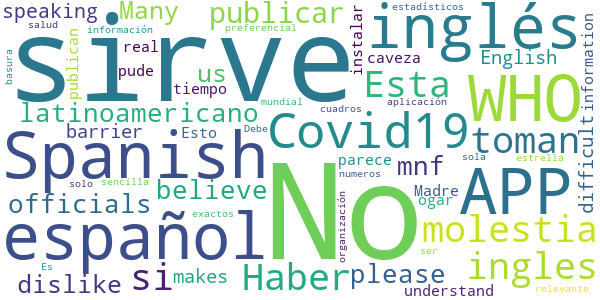 speaking
Many
publicar
inglés
estadísticos
salud
información
preferencial
real
pude
us
tiempo
instalar
caveza
English
sirve
basura
publican
latinoamericano
mundial
cuadros
aplicación
Esta
WHO
information
barrier
Esto
Debe
Covid19
toman
difficult
Spanish
No
parece
mnf
sola
estrella
solo
sencilla
believe
numeros
Madre
ogar
APP
officials
organización
español
exactos
molestia
Es
si
Haber
please
ser
ingles
dislike
makes
understand
relevante